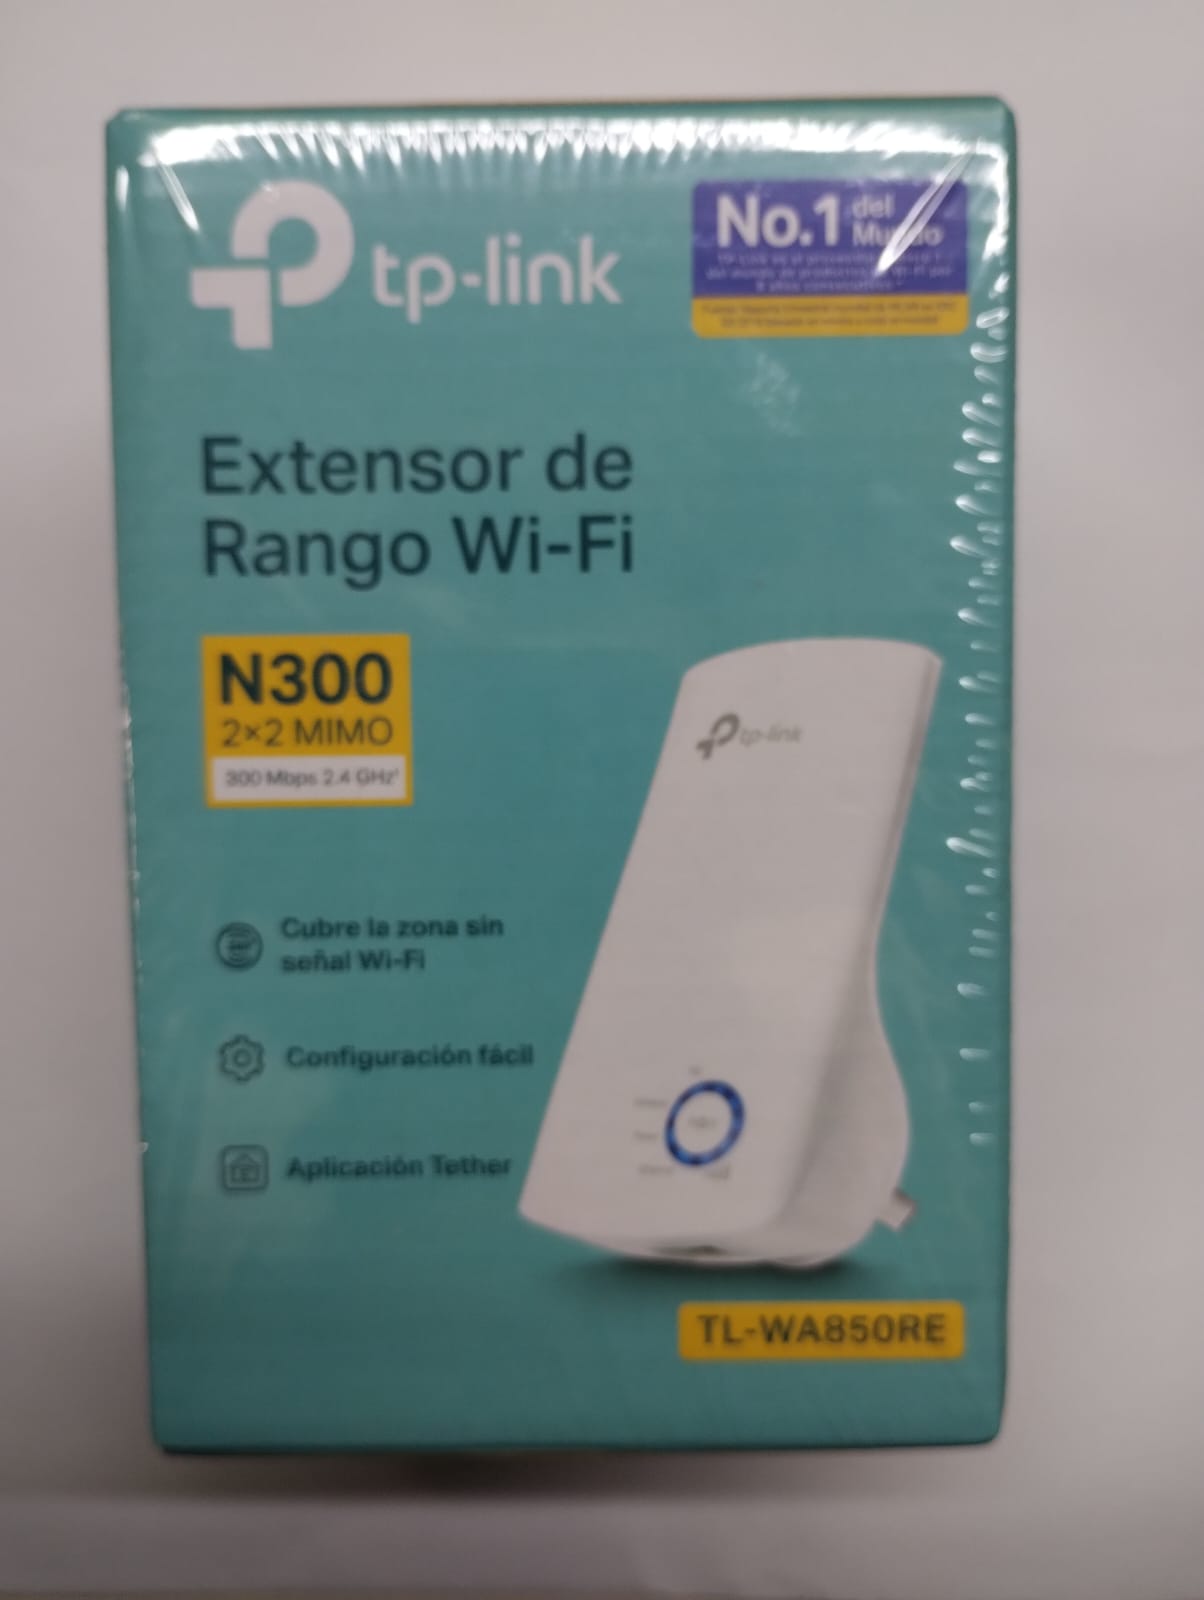 tp-link
No.1 del
Mundo
Extensor de
Rango Wi-Fi
N300
2×2 MIMO
300 Mbps 2.4 GHz¹
tp-link
Cubre la zona sin
señal Wi-Fi
Configuración fácil
Aplicación Tether
TL-WA850RE